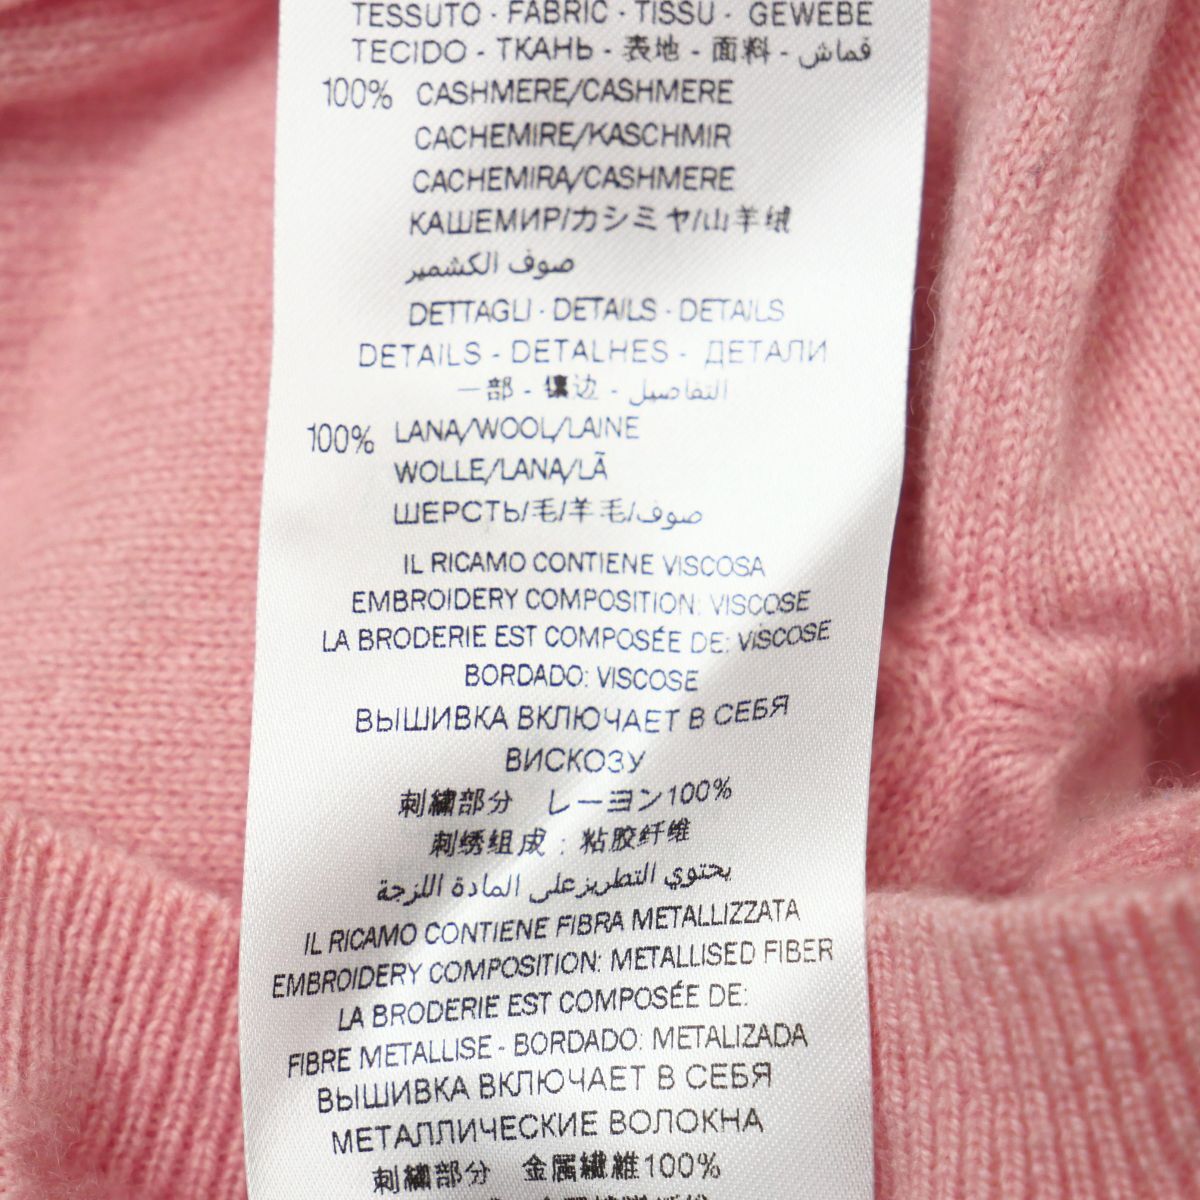 TESSUTO - FABRIC - TISSU - GEWEBE
TECIDO - ТКАНЬ - 表地 - 面料 - قماش
100% CASHMERE/CASHMERE
CACHEMIRE/KASCHMIR
CACHEMIRA/CASHMERE
КАШЕМИР/カシミヤ/山羊绒
صوف الكشمير
DETTAGLI - DETAILS - DETAILS
DETAILS - DETALHES - ДЕТАЛИ
一部 - 镶边 - التفاصيل
100% LANA/WOOL/LAINE
WOLLE/LANA/LÃ
ШЕРСТЬ/毛/羊毛/صوف
IL RICAMO CONTIENE VISCOSA
EMBROIDERY COMPOSITION: VISCOSE
LA BRODERIE EST COMPOSÉE DE: VISCOSE
BORDADO: VISCOSE
ВЫШИВКА ВКЛЮЧАЕТ В СЕБЯ
ВИСКОЗУ
刺繍部分 レーヨン100%
刺绣组成 : 粘胶纤维
يحتوي التطريز على المادة اللزجة
IL RICAMO CONTIENE FIBRA METALLIZZATA
EMBROIDERY COMPOSITION: METALLISED FIBER
LA BRODERIE EST COMPOSÉE DE:
FIBRE METALLISE - BORDADO: METALIZADA
ВЫШИВКА ВКЛЮЧАЕТ В СЕБЯ
МЕТАЛЛИЧЕСКИЕ ВОЛОКНА
刺繍部分 金属繊維100%